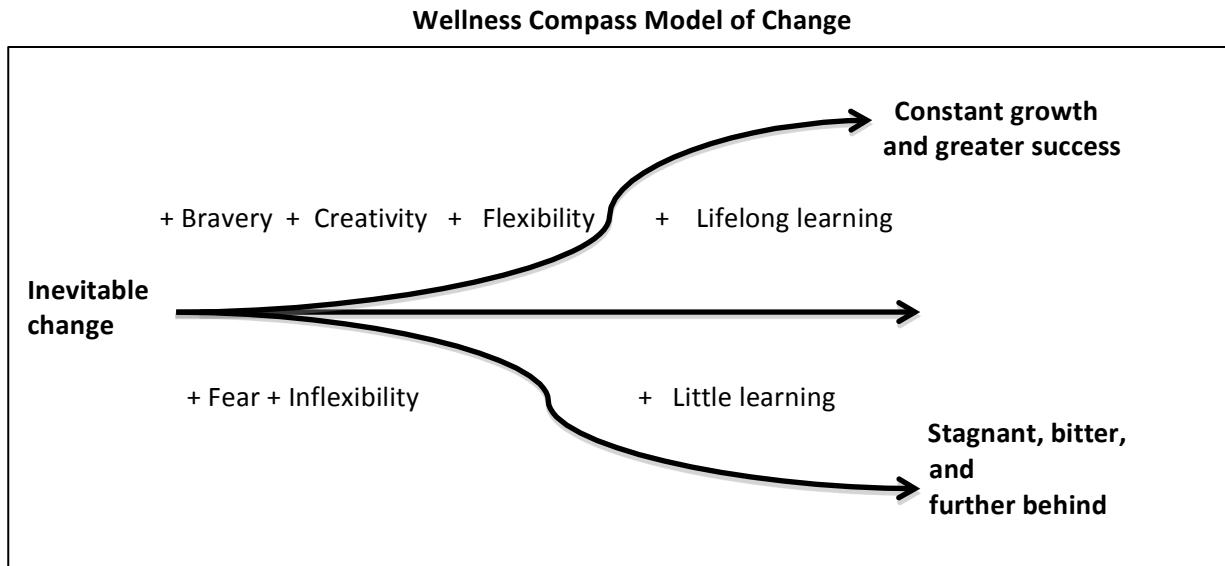 Wellness Compass Model of Change
Constant growth
and greater success
+ Bravery + Creativity + Flexibility + Lifelong learning
Inevitable
change
+ Fear + Inflexibility + Little learning
Stagnant, bitter,
and
further behind